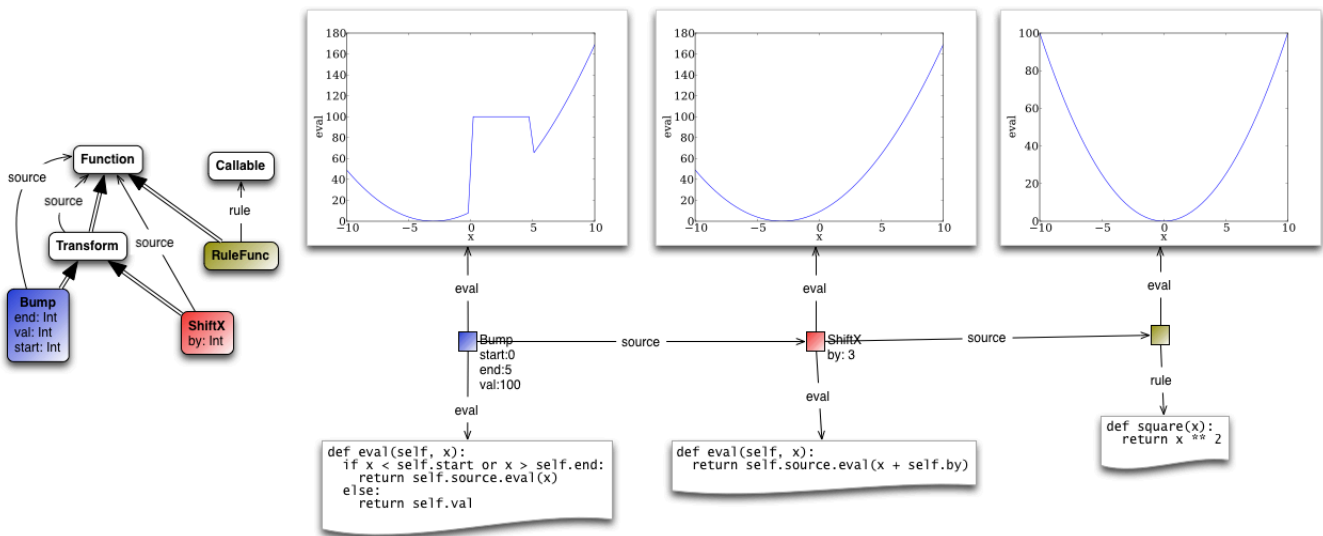 Function
Callable
source
source
rule
Transform
source
RuleFunc
Bump
end: Int
val: Int
start: Int
ShiftX
by: Int
180
160
140
120
100
80
60
40
20
0
eval
−10
−5
0
5
10
x
180
160
140
120
100
80
60
40
20
0
eval
−10
−5
0
5
10
x
100
80
60
40
20
0
eval
−10
−5
0
5
10
x
eval
eval
eval
Bump
start:0
end:5
val:100
source
ShiftX
by: 3
source
eval
eval
rule
def eval(self, x):
if x < self.start or x > self.end:
return self.source.eval(x)
else:
return self.val
def eval(self, x):
return self.source.eval(x + self.by)
def square(x):
return x ** 2